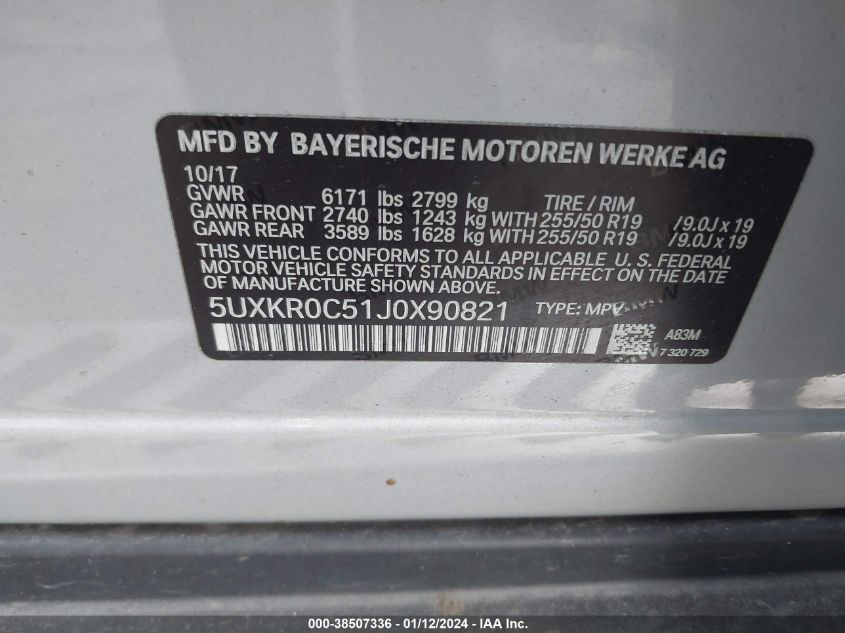 MFD BY BAYERISCHE MOTOREN WERKE AG
10/17
GVWR 6171 lbs 2799 kg TIRE / RIM
GAWR FRONT 2740 lbs 1243 kg WITH 255/50 R19 /9.0J x 19
GAWR REAR 3589 lbs 1628 kg WITH 255/50 R19 /9.0J x 19
THIS VEHICLE CONFORMS TO ALL APPLICABLE U. S. FEDERAL
MOTOR VEHICLE SAFETY STANDARDS IN EFFECT ON THE DATE
OF MANUFACTURE SHOWN ABOVE.
5UXKR0C51J0X90821 TYPE: MPV
A83M
7 320 729
000-38507336 - 01/12/2024 - IAA Inc.